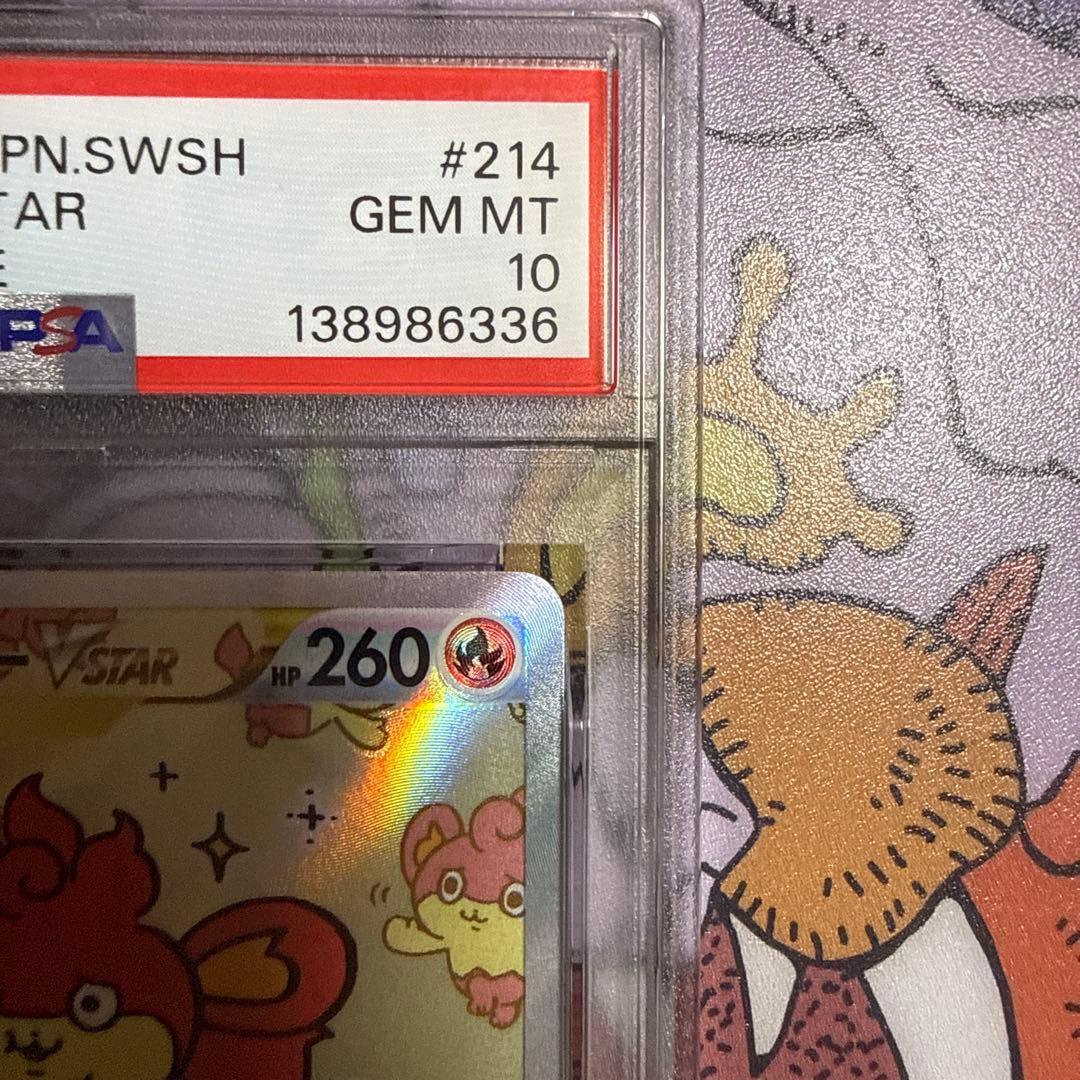 PN.SWSH #214
TAR GEM MT
E 10
PSA 138986336
VSTAR HP 260